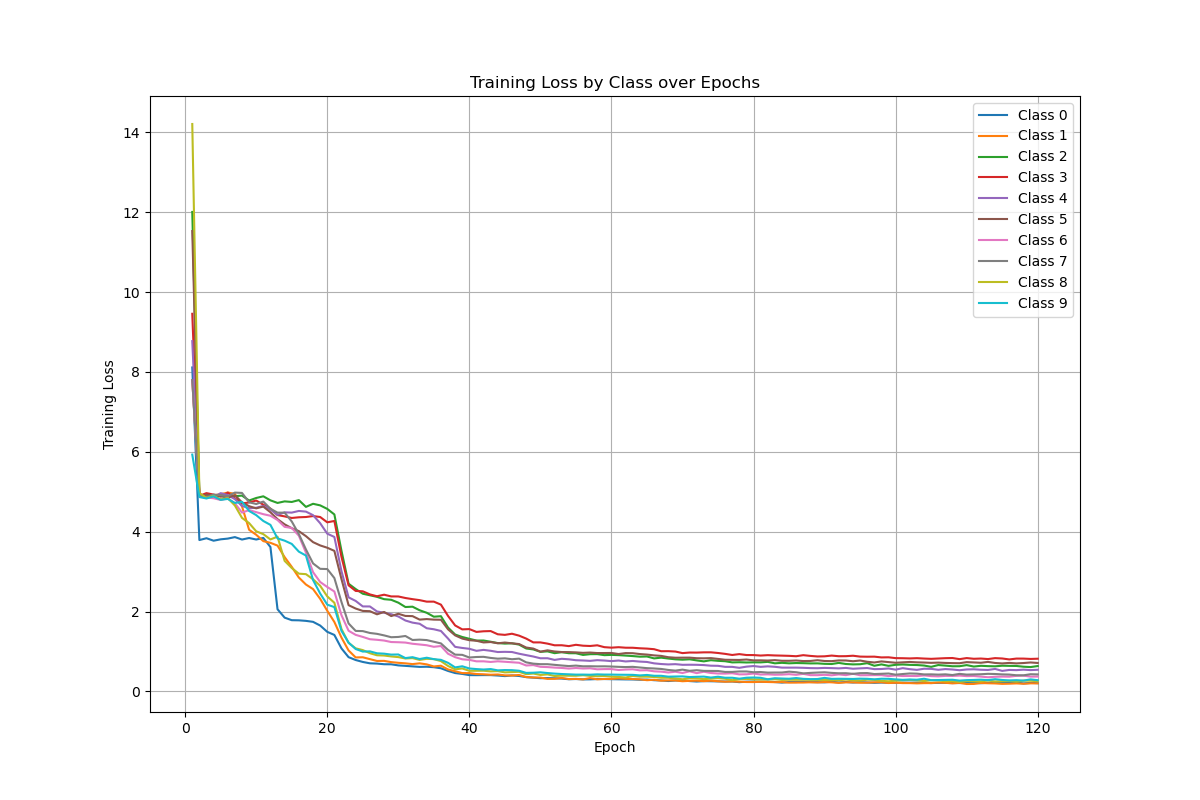 Training Loss by Class over Epochs
14
12
10
8
6
4
2
0
Training Loss
0 20 40 60 80 100 120
Epoch
Class 0
Class 1
Class 2
Class 3
Class 4
Class 5
Class 6
Class 7
Class 8
Class 9